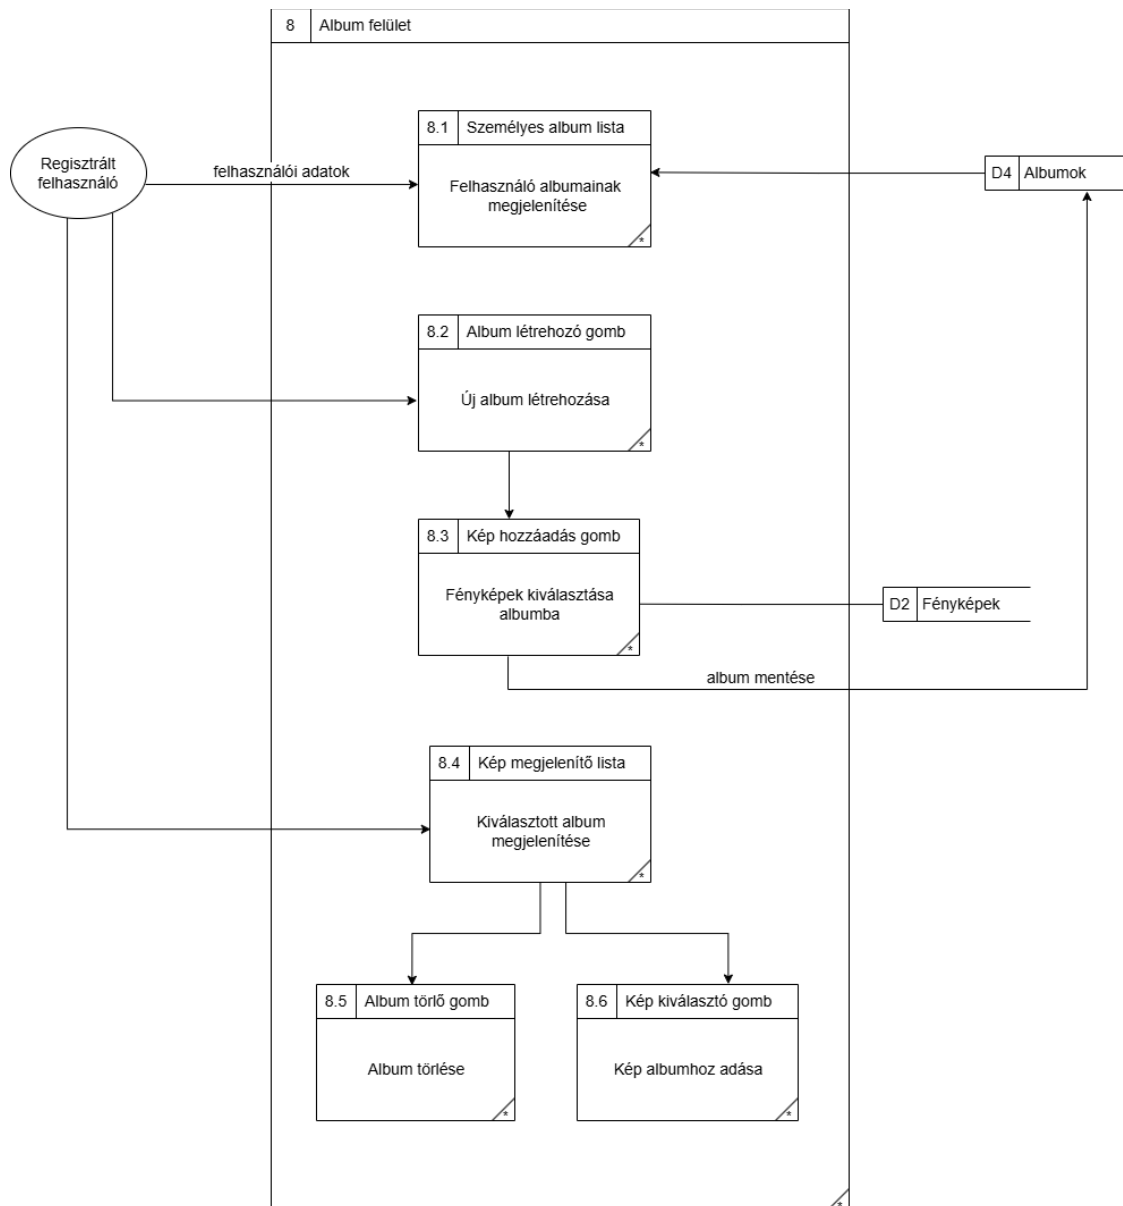 8 Album felület
8.1 Személyes album lista
Felhasználó albumainak
megjelenítése
*
Regisztrált
felhasználó
felhasználói adatok
D4 Albumok
8.2 Album létrehozó gomb
Új album létrehozása
*
8.3 Kép hozzáadás gomb
Fényképek kiválasztása
albumba
*
D2 Fényképek
album mentése
8.4 Kép megjelenítő lista
Kiválasztott album
megjelenítése
*
8.5 Album törlő gomb
Album törlése
*
8.6 Kép kiválasztó gomb
Kép albumhoz adása
*
*